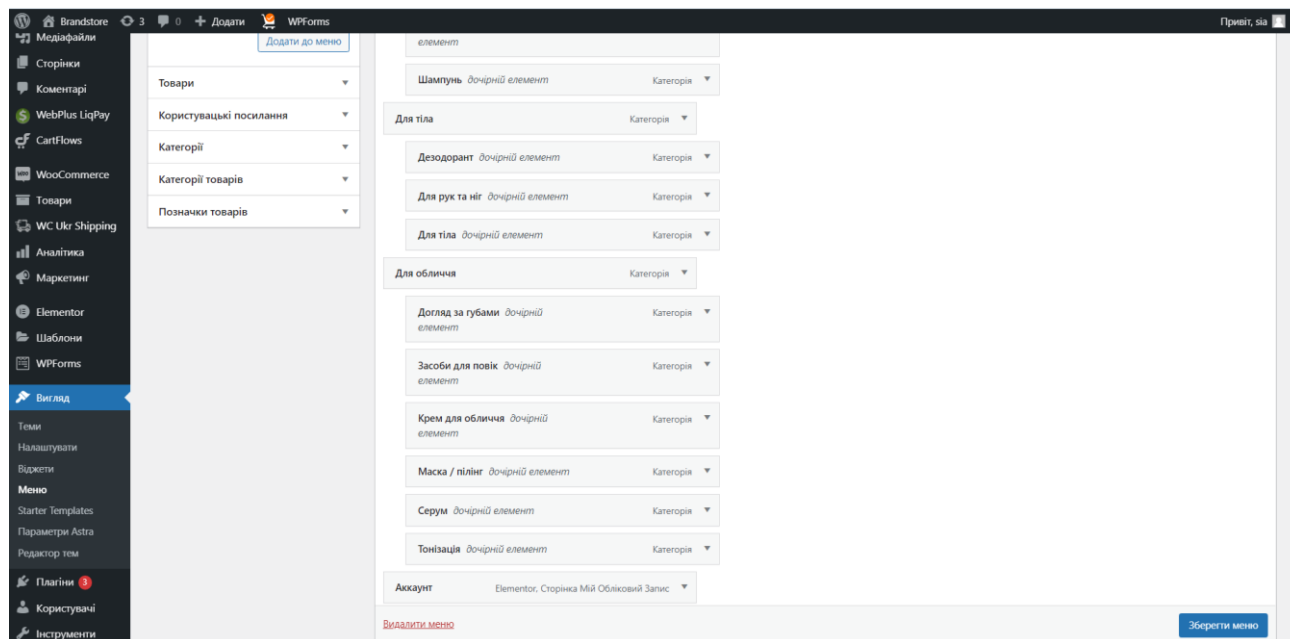 Brandstore 3 0 Додати WPForms Привіт, sia
Медіафайли
Сторінки
Коментарі
WebPlus LiqPay
CartFlows
WooCommerce
Товари
WC Ukr Shipping
Аналітика
Маркетинг
Elementor
Шаблони
WPForms
Вигляд
Теми
Налаштувати
Віджети
Меню
Starter Templates
Параметри Astra
Редактор тем
Плагіни 3
Користувачі
Інструменти
Додати до меню
Товари
Користувацькі посилання
Категорії
Категорії товарів
Позначки товарів
елемент
Шампунь дочірній елемент Категорія
Для тіла Категорія
Дезодорант дочірній елемент Категорія
Для рук та ніг дочірній елемент Категорія
Для тіла дочірній елемент Категорія
Для обличчя Категорія
Догляд за губами дочірній Категорія
елемент
Засоби для повік дочірній Категорія
елемент
Крем для обличчя дочірній Категорія
елемент
Маска / пілінг дочірній елемент Категорія
Серум дочірній елемент Категорія
Тонізація дочірній елемент Категорія
Аккаунт Elementor, Сторінка Мій Обліковий Запис
Видалити меню Зберегти меню